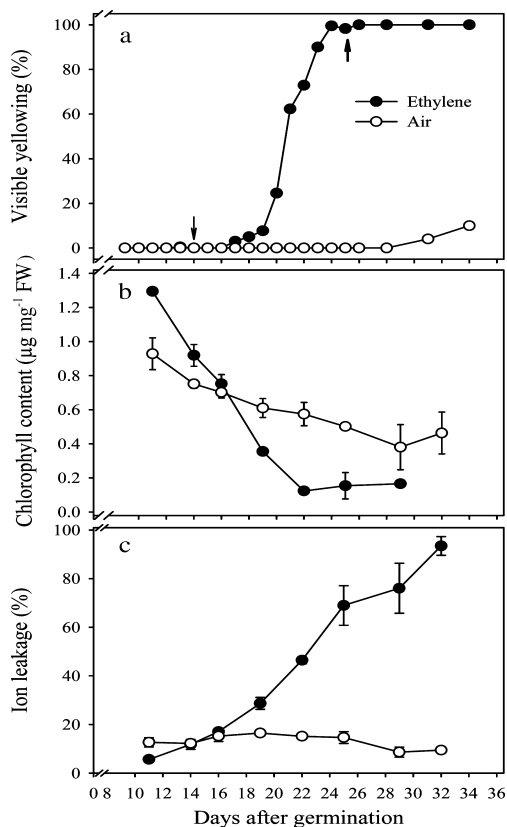 a
Visible yellowing (%)
100
80
60
40
20
0
Ethylene
Air
b
Chlorophyll content (µg mg⁻¹ FW)
1.4
1.2
1.0
0.8
0.6
0.4
0.2
0.0
c
Ion leakage (%)
100
80
60
40
20
0
0 8 10 12 14 16 18 20 22 24 26 28 30 32 34 36
Days after germination